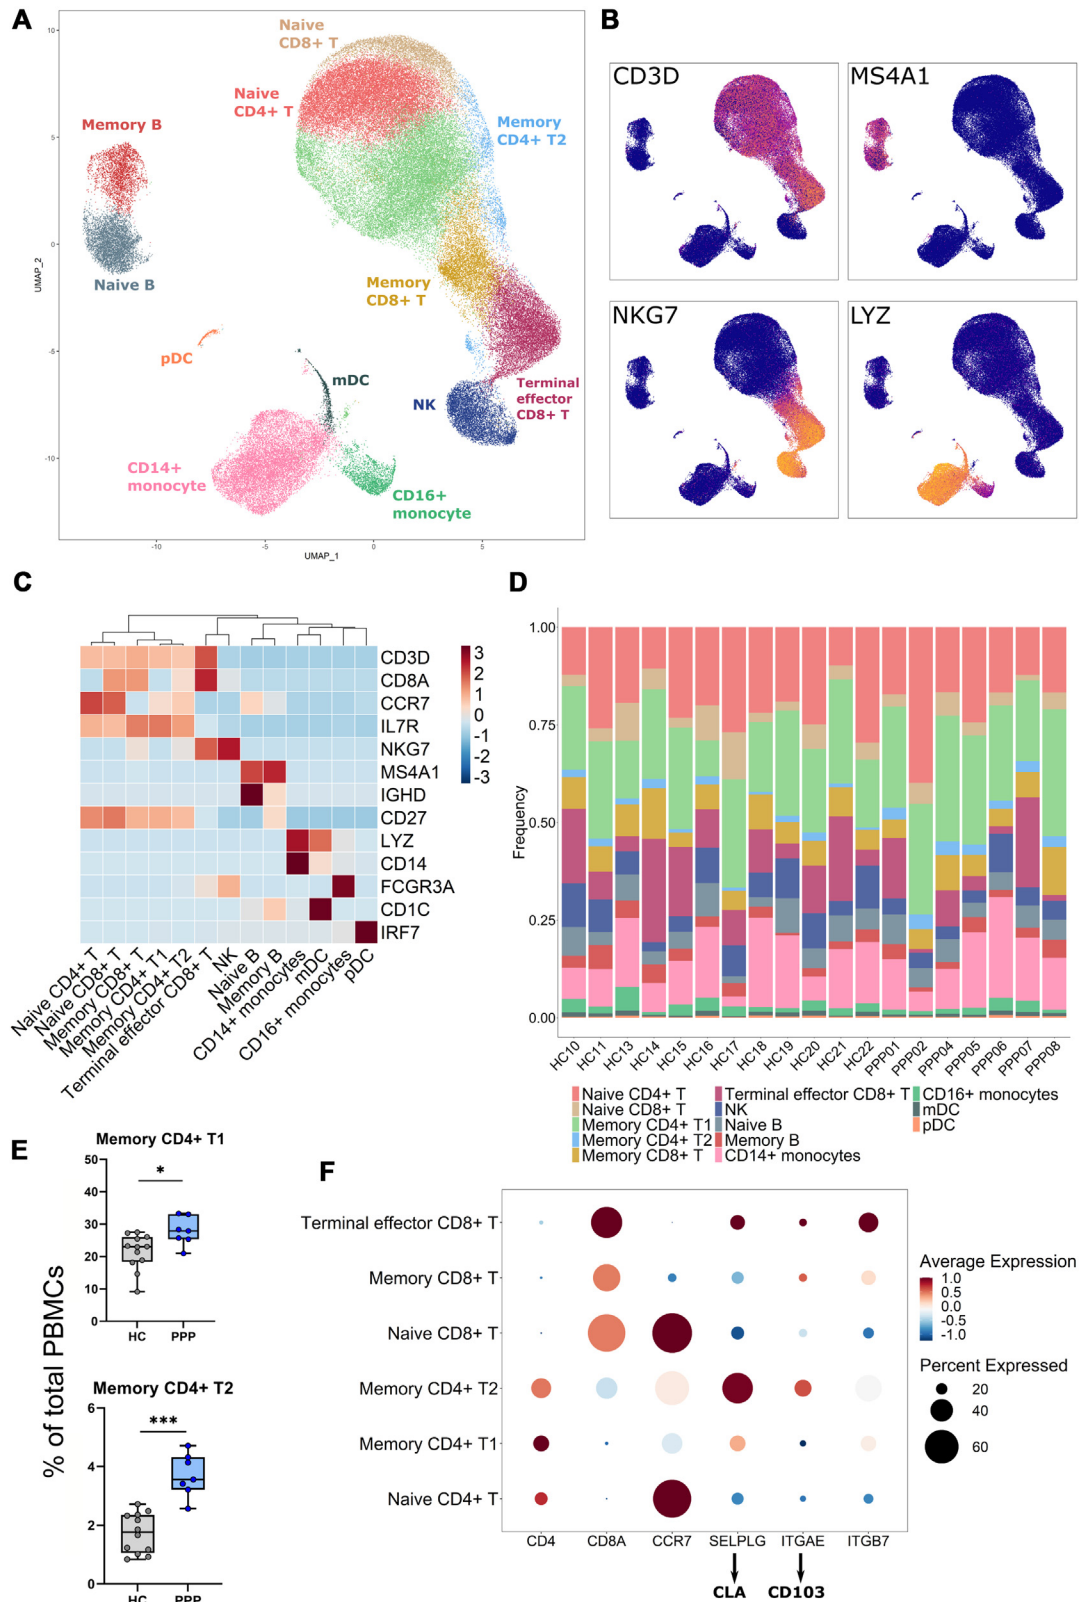 A
Naive
CD8+ T
Naive
CD4+ T
Memory
CD4+ T2
Memory B
Naive B
Memory
CD8+ T
pDC
mDC
NK
Terminal
effector
CD8+ T
CD14+
monocyte
CD16+
monocyte
10
5
0
-5
-10
UMAP_2
-10
-5
0
5
UMAP_1
B
CD3D
MS4A1
NKG7
LYZ
C
CD3D
CD8A
CCR7
IL7R
NKG7
MS4A1
IGHD
CD27
LYZ
CD14
FCGR3A
CD1C
IRF7
3
2
1
0
-1
-2
-3
Naive CD4+ T
Naive CD8+ T
Memory CD8+ T
Memory CD4+ T1
Memory CD4+ T2
Terminal effector CD8+ T
NK
Naive B
Memory B
CD14+ monocytes
mDC
CD16+ monocytes
pDC
D
1.00
0.75
0.50
0.25
0.00
Frequency
HC10
HC11
HC13
HC14
HC15
HC16
HC17
HC18
HC19
HC20
HC21
HC22
PPP01
PPP02
PPP04
PPP05
PPP06
PPP07
PPP08
Naive CD4+ T
Naive CD8+ T
Memory CD4+ T1
Memory CD4+ T2
Memory CD8+ T
Terminal effector CD8+ T
NK
Naive B
Memory B
CD14+ monocytes
CD16+ monocytes
mDC
pDC
E
Memory CD4+ T1
50
40
30
20
10
0
*
HC
PPP
% of total PBMCs
Memory CD4+ T2
6
4
2
0
***
HC
PPP
F
Terminal effector CD8+ T
Memory CD8+ T
Naive CD8+ T
Memory CD4+ T2
Memory CD4+ T1
Naive CD4+ T
CD4
CD8A
CCR7
SELPLG
ITGAE
ITGB7
CLA
CD103
Average Expression
1.0
0.5
0.0
-0.5
-1.0
Percent Expressed
20
40
60